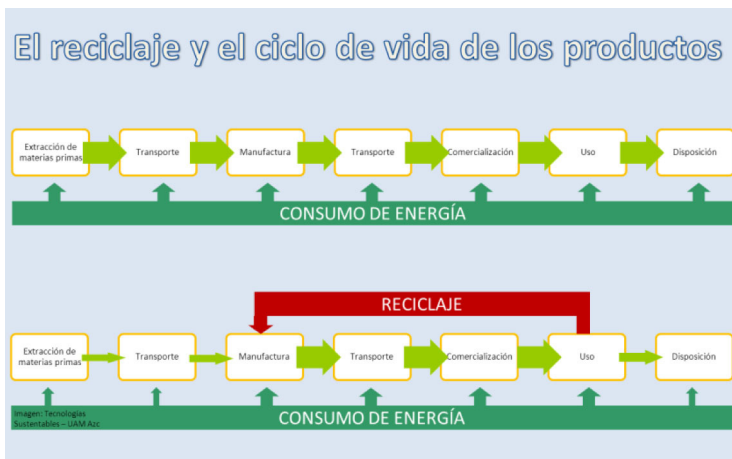 El reciclaje y el ciclo de vida de los productos
Extracción de
materias primas
Transporte
Manufactura
Transporte
Comercialización
Uso
Disposición
CONSUMO DE ENERGÍA
RECICLAJE
Extracción de
materias primas
Transporte
Manufactura
Transporte
Comercialización
Uso
Disposición
Imagen: Tecnologías
Sustentables – UAM Azc
CONSUMO DE ENERGÍA